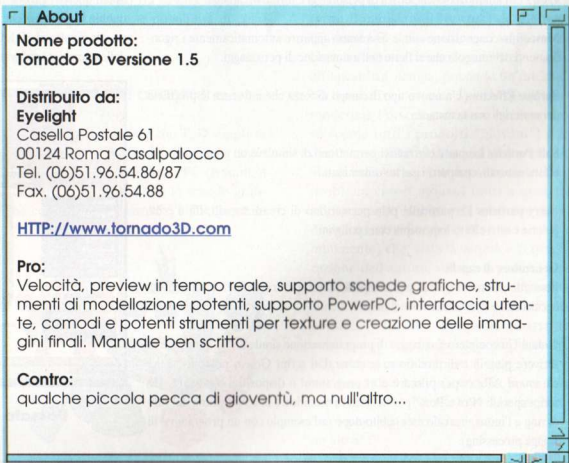 About
Nome prodotto:
Tornado 3D versione 1.5
Distribuito da:
Eyelight
Casella Postale 61
00124 Roma Casalpalocco
Tel. (06)51.96.54.86/87
Fax. (06)51.96.54.88
HTTP://www.tornado3D.com
Pro:
Velocità, preview in tempo reale, supporto schede grafiche, stru-
menti di modellazione potenti, supporto PowerPC, interfaccia uten-
te, comodi e potenti strumenti per texture e creazione delle imma-
gini finali. Manuale ben scritto.
Contro:
qualche piccola pecca di gioventù, ma null'altro...